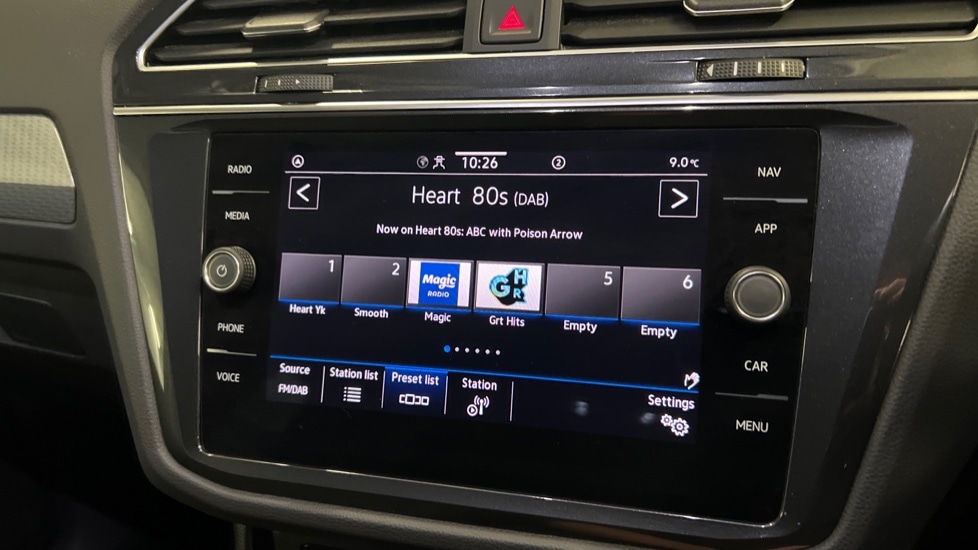 RADIO
MEDIA
PHONE
VOICE
A 10:26 2 9.0°C
< Heart 80s (DAB) >
Now on Heart 80s: ABC with Poison Arrow
1 2 Magic RADIO GHR 5 6
Heart Yk Smooth Magic Grt Hits Empty Empty
Source Station list Preset list Station Settings
FM/DAB
NAV
APP
CAR
MENU